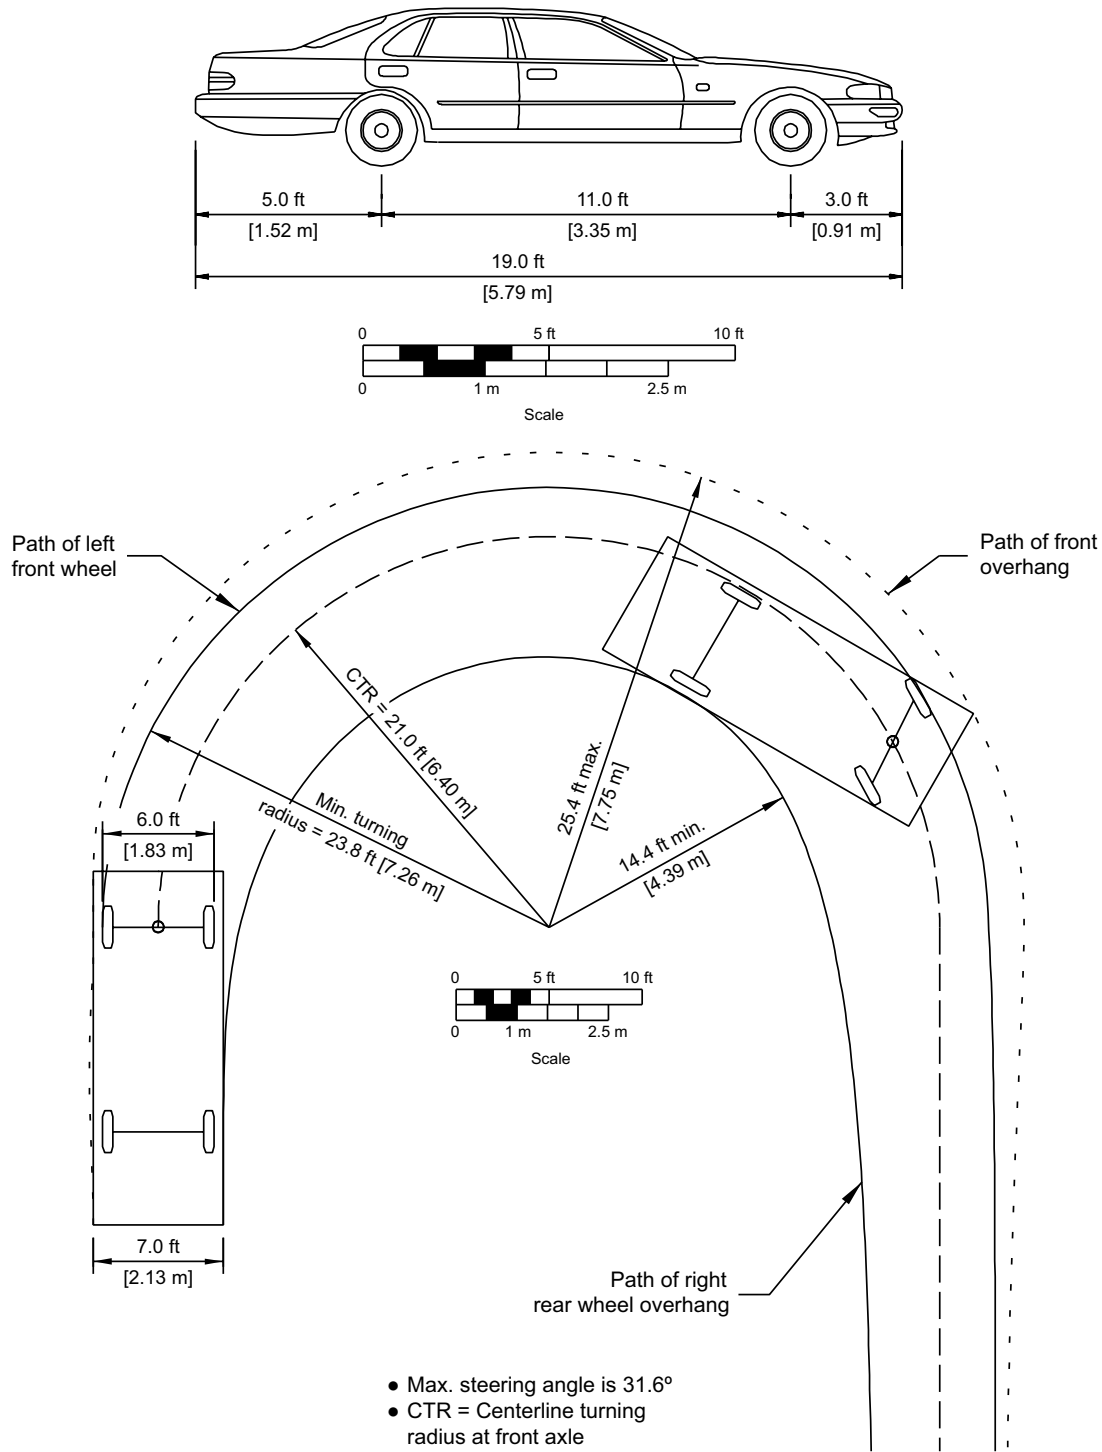 5.0 ft
[1.52 m]
11.0 ft
[3.35 m]
3.0 ft
[0.91 m]
19.0 ft
[5.79 m]
0 5 ft 10 ft
0 1 m 2.5 m
Scale
Path of left
front wheel
Path of front
overhang
CTR = 21.0 ft [6.40 m]
Min. turning
radius = 23.8 ft [7.26 m]
25.4 ft max.
[7.75 m]
14.4 ft min.
[4.39 m]
6.0 ft
[1.83 m]
0 5 ft 10 ft
0 1 m 2.5 m
Scale
7.0 ft
[2.13 m]
Path of right
rear wheel overhang
● Max. steering angle is 31.6º
● CTR = Centerline turning
radius at front axle